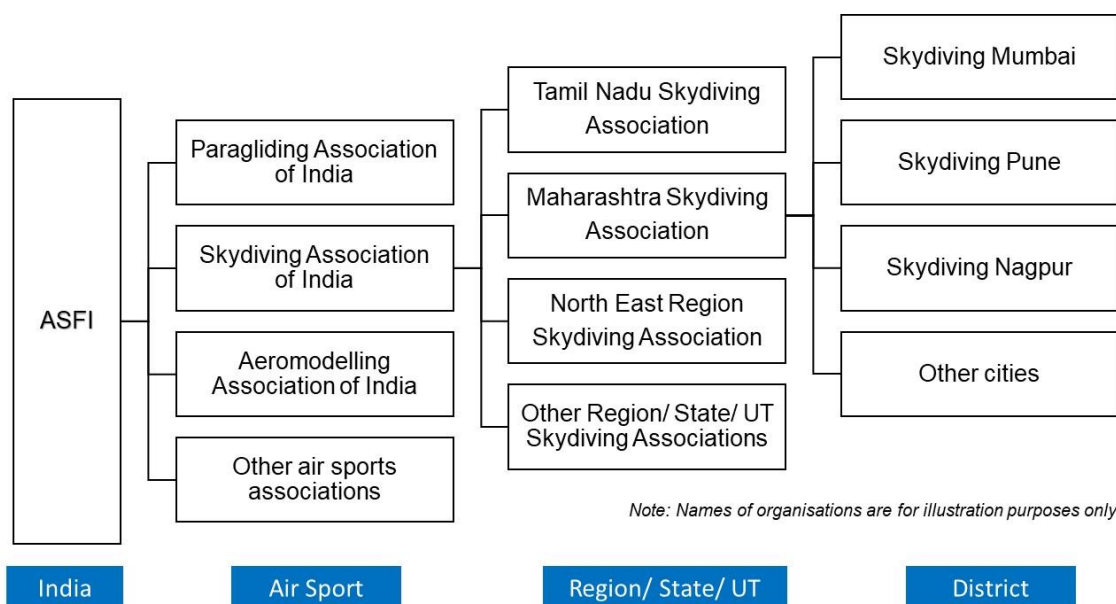 ASFI
Paragliding Association
of India
Skydiving Association
of India
Aeromodelling
Association of India
Other air sports
associations
Tamil Nadu Skydiving
Association
Maharashtra Skydiving
Association
North East Region
Skydiving Association
Other Region/ State/ UT
Skydiving Associations
Skydiving Mumbai
Skydiving Pune
Skydiving Nagpur
Other cities
Note: Names of organisations are for illustration purposes only
India
Air Sport
Region/ State/ UT
District